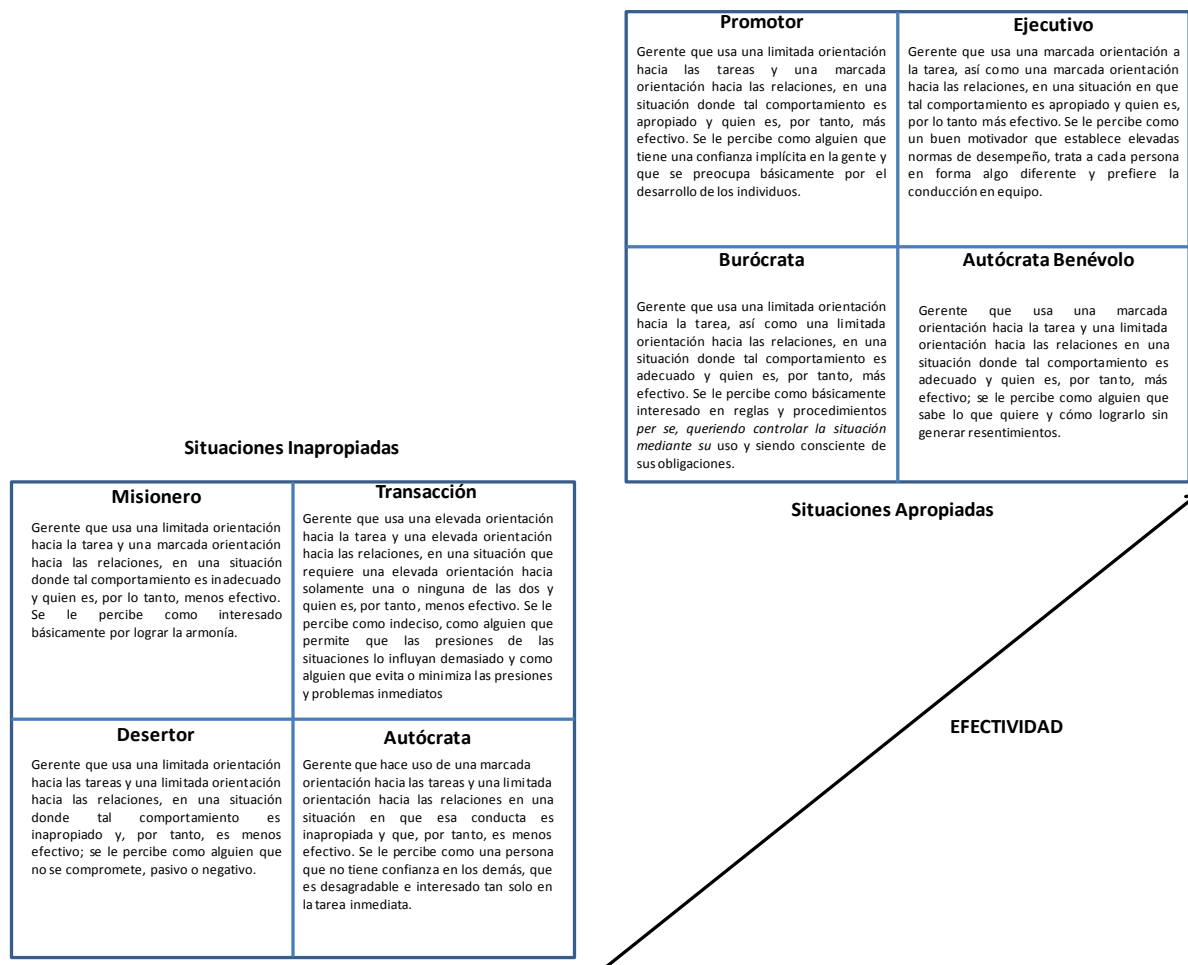 Promotor
Gerente que usa una limitada orientación
hacia las tareas y una marcada
orientación hacia las relaciones, en una
situación donde tal comportamiento es
apropiado y quien es, por tanto, más
efectivo. Se le percibe como alguien que
tiene una confianza implícita en la gente y
que se preocupa básicamente por el
desarrollo de los individuos.
Ejecutivo
Gerente que usa una marcada orientación a
la tarea, así como una marcada orientación
hacia las relaciones, en una situación en que
tal comportamiento es apropiado y quien es,
por lo tanto más efectivo. Se le percibe como
un buen motivador que establece elevadas
normas de desempeño, trata a cada persona
en forma algo diferente y prefiere la
conducción en equipo.
Burócrata
Gerente que usa una limitada orientación
hacia la tarea, así como una limitada
orientación hacia las relaciones, en una
situación donde tal comportamiento es
adecuado y quien es, por tanto, más
efectivo. Se le percibe como básicamente
interesado en reglas y procedimientos
per se, queriendo controlar la situación
mediante su uso y siendo consciente de
sus obligaciones.
Autócrata Benévolo
Gerente que usa una marcada
orientación hacia la tarea y una limitada
orientación hacia las relaciones en una
situación donde tal comportamiento es
adecuado y quien es, por tanto, más
efectivo; se le percibe como alguien que
sabe lo que quiere y cómo lograrlo sin
generar resentimientos.
Situaciones Inapropiadas
Misionero
Gerente que usa una limitada orientación
hacia la tarea y una marcada orientación
hacia las relaciones, en una situación
donde tal comportamiento es inadecuado
y quien es, por lo tanto, menos efectivo.
Se le percibe como interesado
básicamente por lograr la armonía.
Transacción
Gerente que usa una elevada orientación
hacia la tarea y una elevada orientación
hacia las relaciones, en una situación que
requiere una elevada orientación hacia
solamente una o ninguna de las dos y
quien es, por tanto, menos efectivo. Se le
percibe como indeciso, como alguien que
permite que las presiones de las
situaciones lo influyan demasiado y como
alguien que evita o minimiza las presiones
y problemas inmediatos
Desertor
Gerente que usa una limitada orientación
hacia las tareas y una limitada orientación
hacia las relaciones, en una situación
donde tal comportamiento es
inapropiado y, por tanto, es menos
efectivo; se le percibe como alguien que
no se compromete, pasivo o negativo.
Autócrata
Gerente que hace uso de una marcada
orientación hacia las tareas y una limitada
orientación hacia las relaciones en una
situación en que esa conducta es
inapropiada y que, por tanto, es menos
efectivo. Se le percibe como una persona
que no tiene confianza en los demás, que
es desagradable e interesado tan solo en
la tarea inmediata.
Situaciones Apropiadas
EFECTIVIDAD